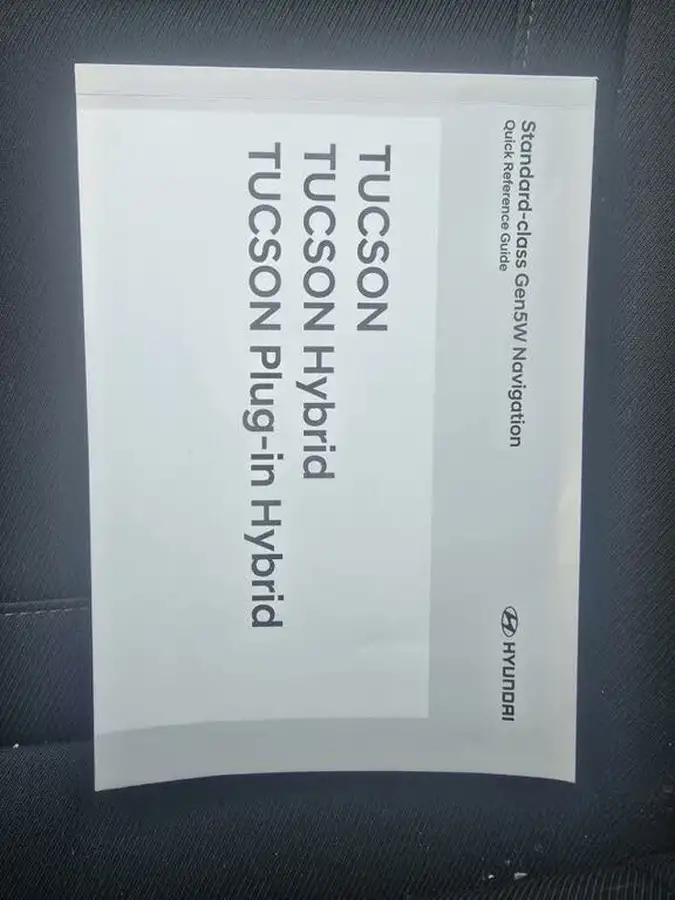 Standard-class Gen5W Navigation
Quick Reference Guide
HYUNDAI
TUCSON
TUCSON Hybrid
TUCSON Plug-in Hybrid